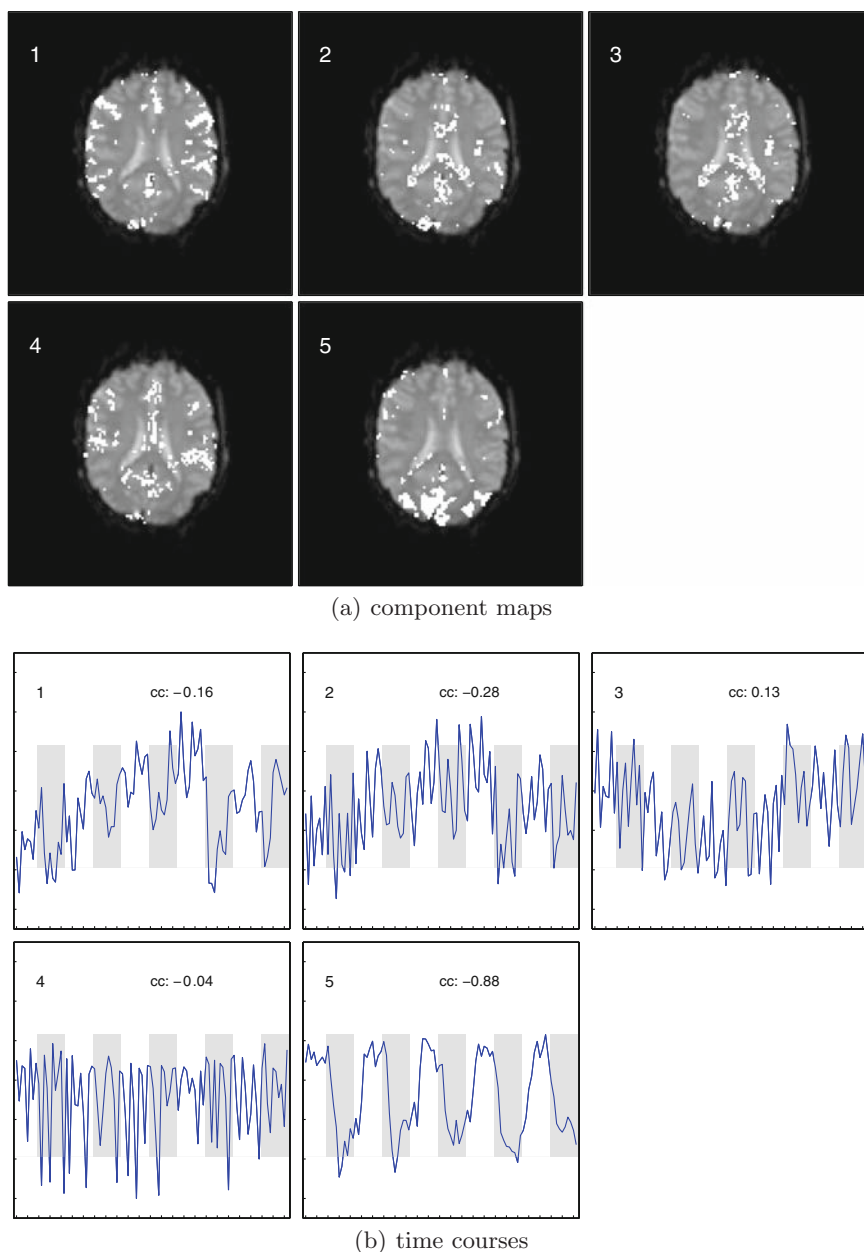 1
2
3
4
5
(a) component maps
1 cc: −0.16
2 cc: −0.28
3 cc: 0.13
4 cc: −0.04
5 cc: −0.88
(b) time courses